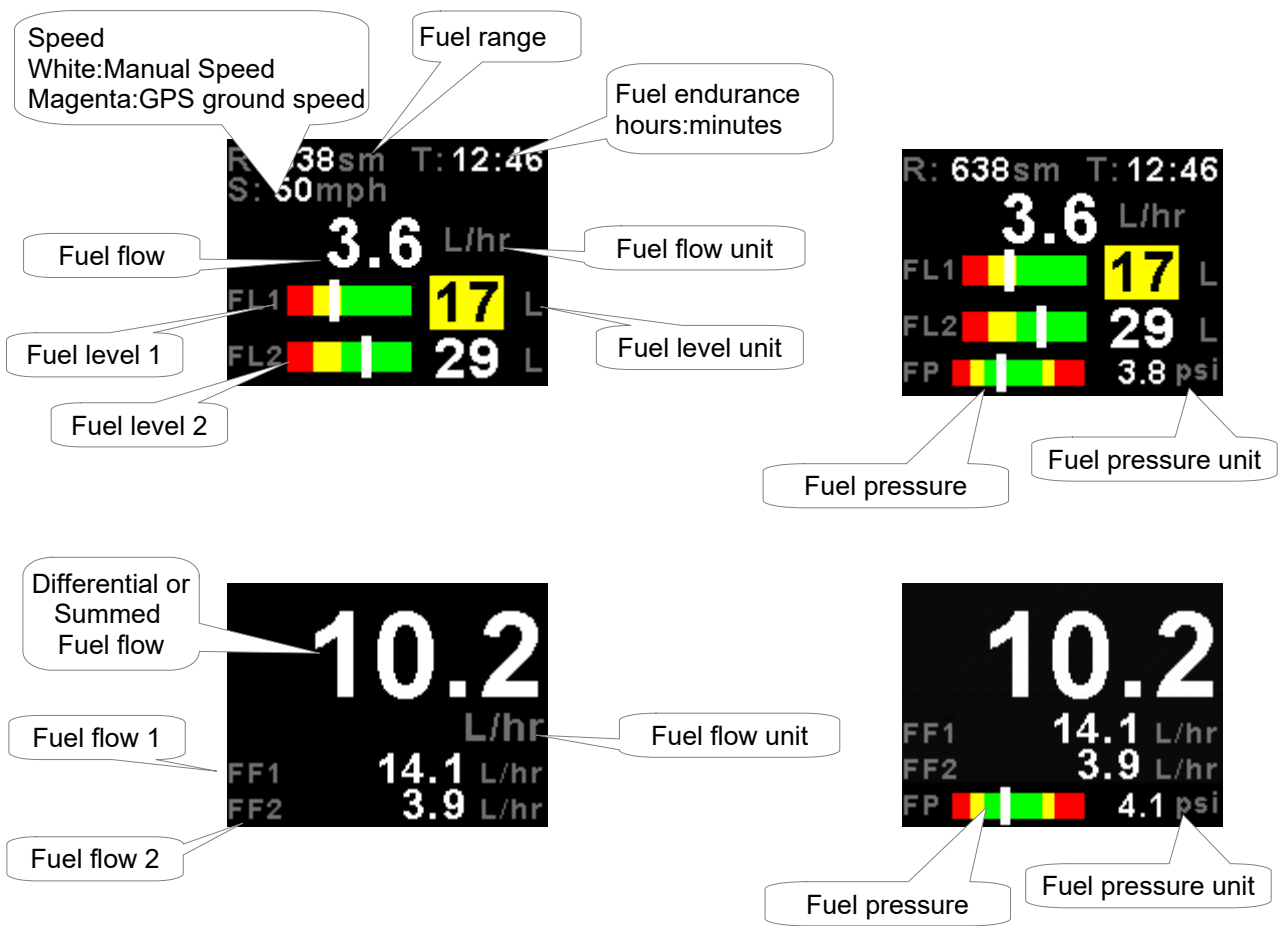 Speed
White:Manual Speed
Magenta:GPS ground speed
Fuel range
Fuel endurance
hours:minutes
R: 638sm T: 12:46
S: 50mph
3.6 L/hr
FL1 17 L
FL2 29 L
Fuel flow
Fuel flow unit
Fuel level 1
Fuel level unit
Fuel level 2
R: 638sm T: 12:46
3.6 L/hr
FL1 17 L
FL2 29 L
FP 3.8 psi
Fuel pressure unit
Fuel pressure
Differential or
Summed
Fuel flow
10.2
L/hr
FF1 14.1 L/hr
FF2 3.9 L/hr
Fuel flow 1
Fuel flow unit
Fuel flow 2
10.2
FF1 14.1 L/hr
FF2 3.9 L/hr
FP 4.1 psi
Fuel pressure unit
Fuel pressure